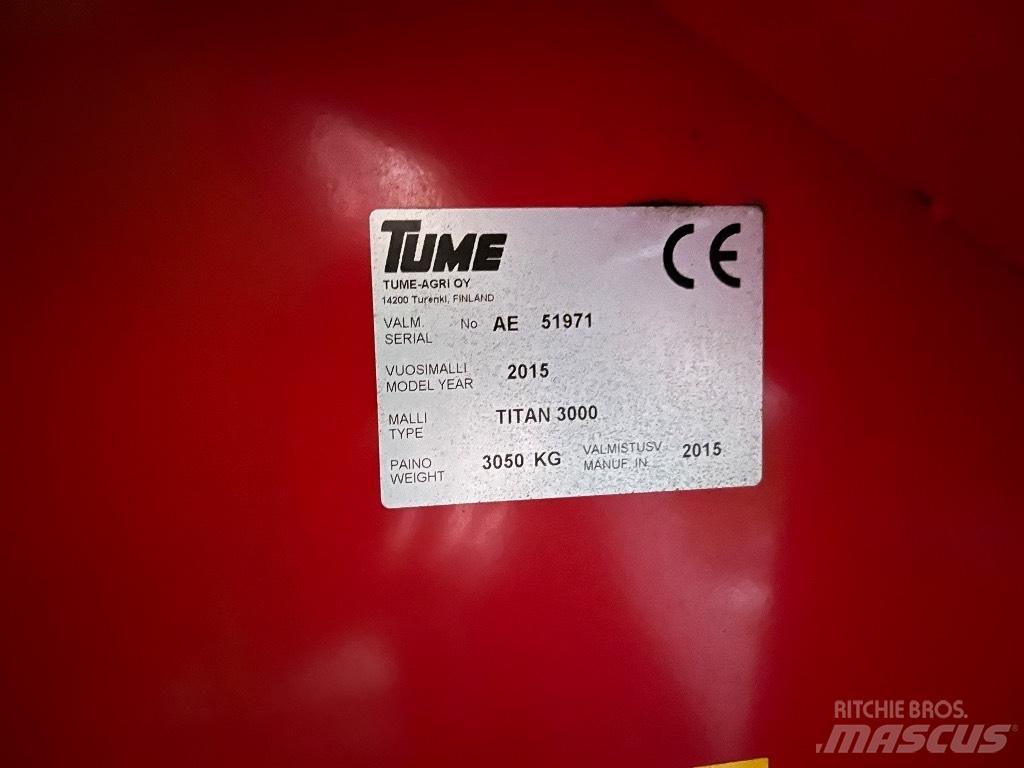 TUME
CE
TUME-AGRI OY
14200 Turenki, FINLAND
VALM. No AE 51971
SERIAL
VUOSIMALLI 2015
MODEL YEAR
MALLI TITAN 3000
TYPE
PAINO 3050 KG VALMISTUSV 2015
WEIGHT MANUF. IN
RITCHIE BROS.
MASCUS